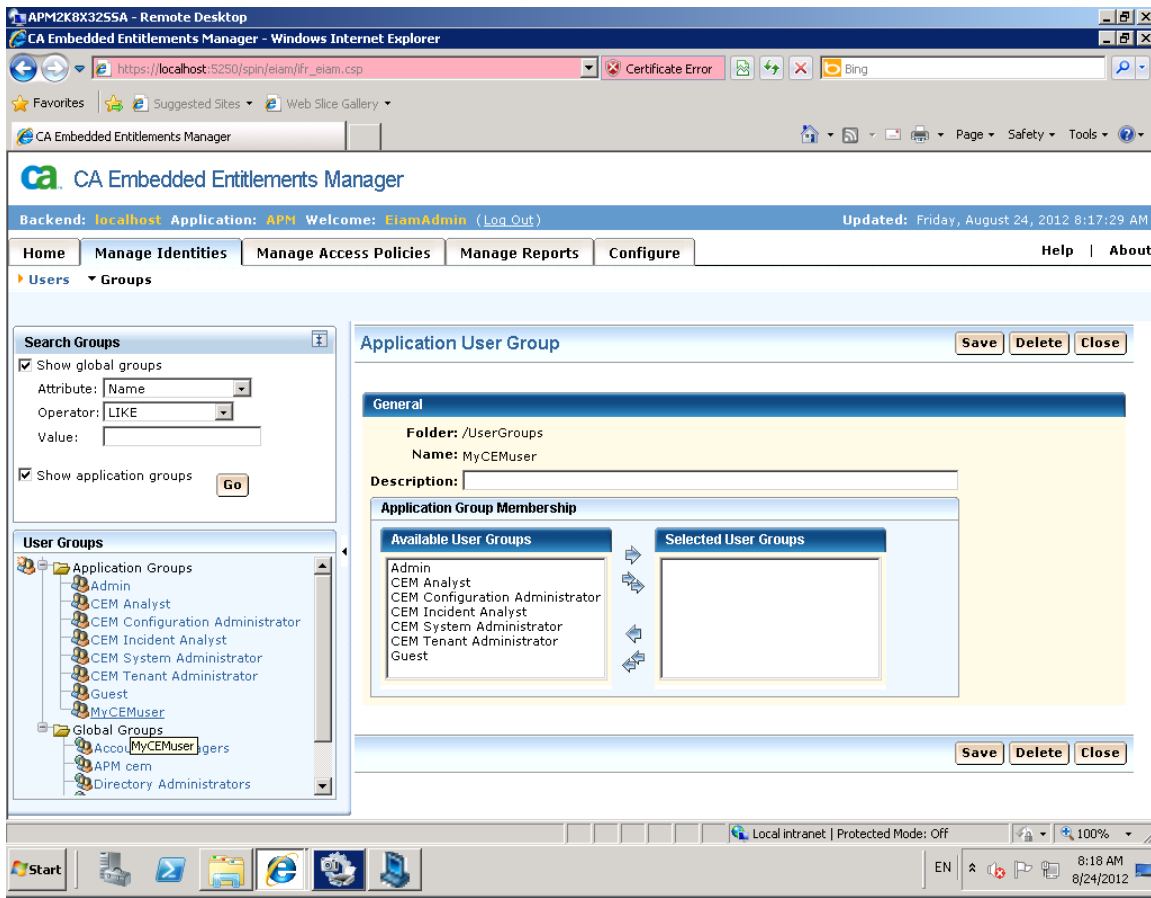 APM2K8X32SSA - Remote Desktop
CA Embedded Entitlements Manager - Windows Internet Explorer
https://localhost:5250/spin/eiam/ifr_eiam.csp
Certificate Error
Bing
Favorites
Suggested Sites
Web Slice Gallery
CA Embedded Entitlements Manager
Page
Safety
Tools
ca
CA Embedded Entitlements Manager
Backend: localhost Application: APM Welcome: EiamAdmin (Log Out)
Updated: Friday, August 24, 2012 8:17:29 AM
Home
Manage Identities
Manage Access Policies
Manage Reports
Configure
Help | About
Users
Groups
Search Groups
Show global groups
Attribute: Name
Operator: LIKE
Value:
Show application groups
Go
User Groups
Application Groups
Admin
CEM Analyst
CEM Configuration Administrator
CEM Incident Analyst
CEM System Administrator
CEM Tenant Administrator
Guest
MyCEMuser
Global Groups
MyCEMuser
APM cem
Directory Administrators
Application User Group
Save
Delete
Close
General
Folder: /UserGroups
Name: MyCEMuser
Description:
Application Group Membership
Available User Groups
Admin
CEM Analyst
CEM Configuration Administrator
CEM Incident Analyst
CEM System Administrator
CEM Tenant Administrator
Guest
Selected User Groups
Save
Delete
Close
Local intranet | Protected Mode: Off
100%
Start
EN
8:18 AM
8/24/2012